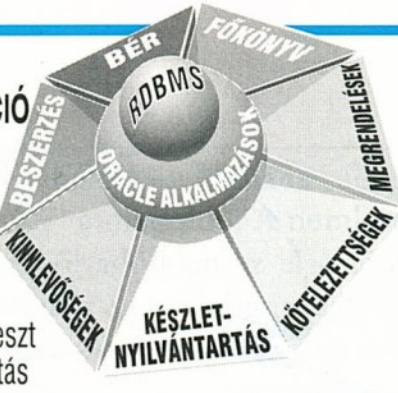 BÉR
FŐKÖNYV
BESZERZÉS
RDBMS
MEGRENDELÉSEK
ORACLE ALKALMAZÁSOK
KINNLEVŐSÉGEK
KÉSZLET-
NYILVÁNTARTÁS
KÖTELEZETTSÉGEK